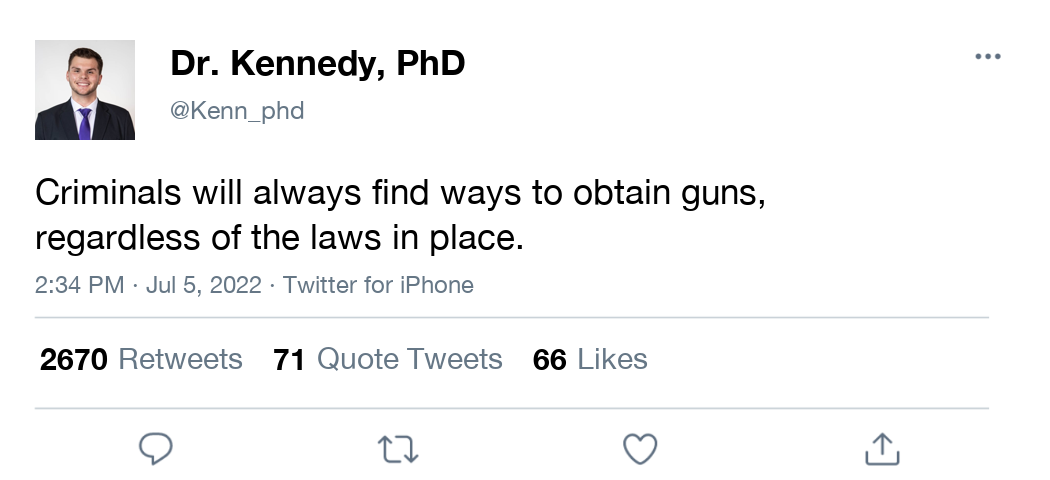 Dr. Kennedy, PhD
@Kenn_phd
Criminals will always find ways to obtain guns,
regardless of the laws in place.
2:34 PM · Jul 5, 2022 · Twitter for iPhone
2670 Retweets 71 Quote Tweets 66 Likes